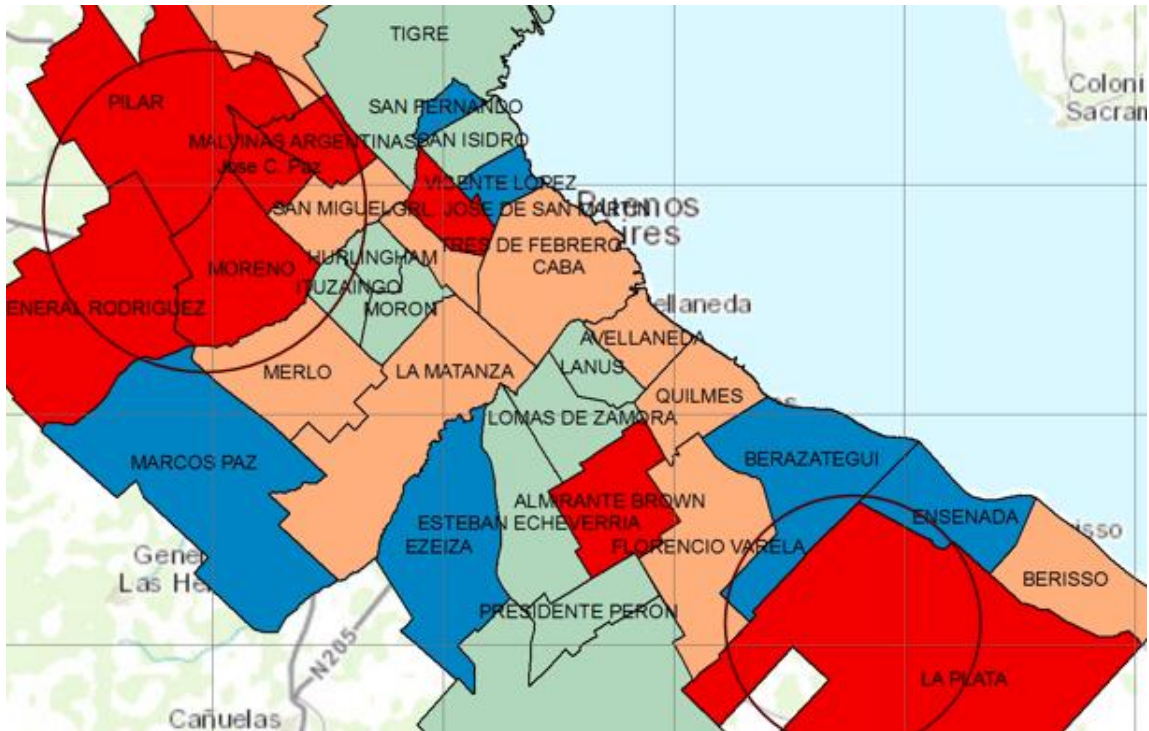 TIGRE
Coloni
Sacram
PILAR
SAN FERNANDO
MALVINAS ARGENTINAS
SAN ISIDRO
Jose C. Paz
VICENTE LOPEZ
SAN MIGUEL
GRL. JOSE DE SAN MARTIN
Buenos
ires
TRES DE FEBRERO
HURLINGHAM
CABA
MORENO
ITUZAINGO
MORON
ENERAL RODRIGUEZ
ellaneda
AVELLANEDA
LANUS
MERLO
LA MATANZA
QUILMES
LOMAS DE ZAMORA
MARCOS PAZ
BERAZATEGUI
ALMIRANTE BROWN
ESTEBAN ECHEVERRIA
ENSENADA
isso
EZEIZA
FLORENCIO VARELA
Gene
Las He
BERISSO
PRESIDENTE PERON
N205
LA PLATA
Cañuelas